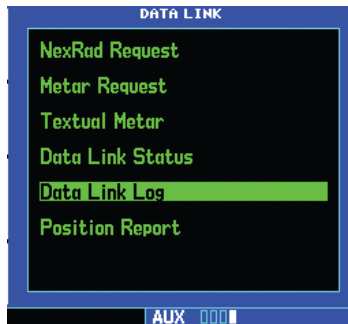 DATA LINK
NexRad Request
Metar Request
Textual Metar
Data Link Status
Data Link Log
Position Report
AUX